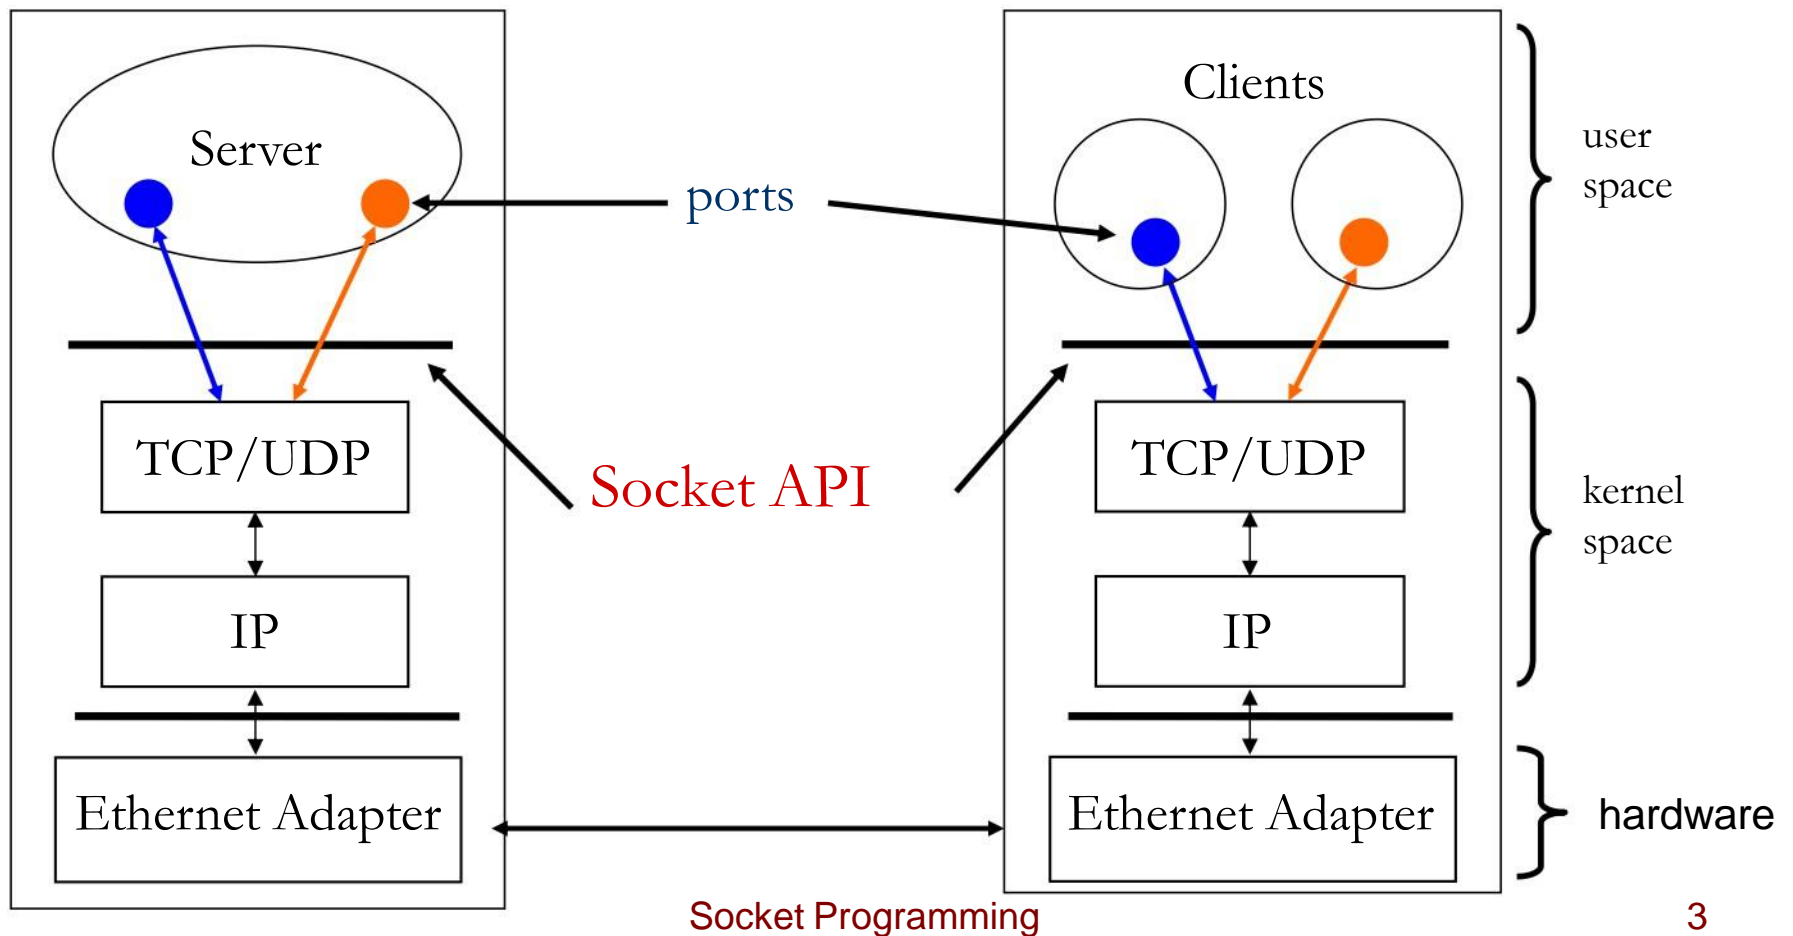 Server
ports
Clients
user
space
TCP/UDP
Socket API
TCP/UDP
kernel
space
IP
IP
Ethernet Adapter
Ethernet Adapter
hardware
Socket Programming
3